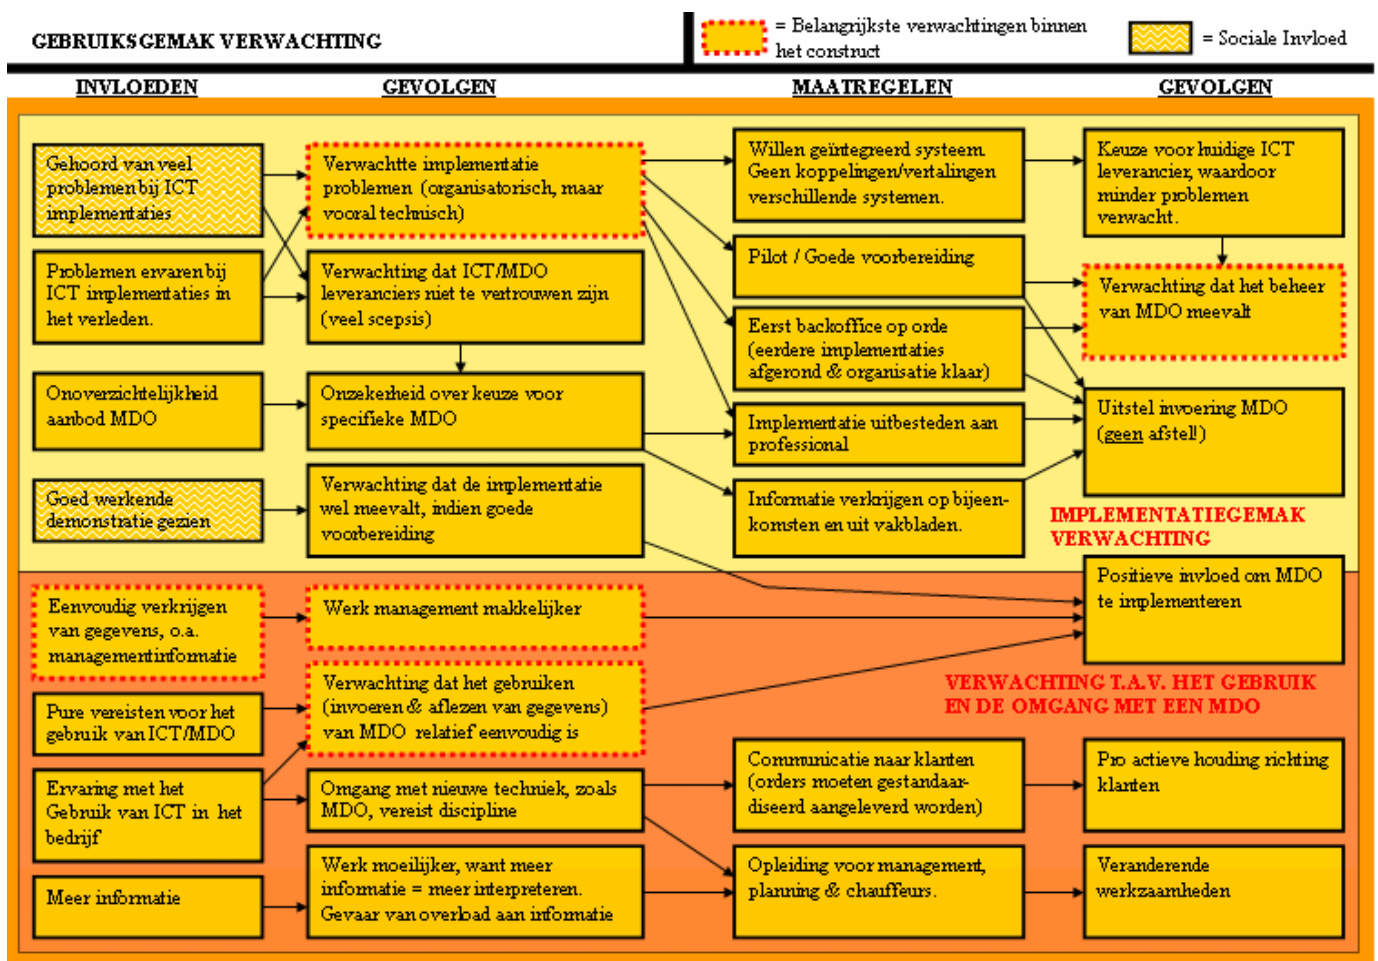 GEBRUIKSGEMAK VERWACHTING
= Belangrijkste verwachtingen binnen
het construct
= Sociale Invloed
INVLOEDEN
GEVOLGEN
MAATREGELEN
GEVOLGEN
Gehoord van veel
problemen bij ICT
implementaties
Verwachtte implementatie
problemen (organisatorisch, maar
vooral technisch)
Willen geïntegreerd systeem.
Geen koppelingen/vertalingen
verschillende systemen.
Keuze voor huidige ICT
leverancier, waardoor
minder problemen
verwacht.
Problemen ervaren bij
ICT implementaties in
het verleden.
Verwachting dat ICT/MDO
leveranciers niet te vertrouwen zijn
(veel scepsis)
Pilot / Goede voorbereiding
Verwachting dat het beheer
van MDO meevalt
Eerst backoffice op orde
(eerdere implementaties
afgerond & organisatie klaar)
Onoverzichtelijkheid
aanbod MDO
Onzekerheid over keuze voor
specifieke MDO
Implementatie uitbesteden aan
professional
Uitstel invoering MDO
(geen afstel!)
Goed werkende
demonstratie gezien
Verwachting dat de implementatie
wel meevalt, indien goede
voorbereiding
Informatie verkrijgen op bijeen-
komsten en uit vakbladen.
IMPLEMENTATIEGEMAK
VERWACHTING
Positieve invloed om MDO
te implementeren
Eenvoudig verkrijgen
van gegevens, o.a.
managementinformatie
Werk management makkelijker
Verwachting dat het gebruiken
(invoeren & aflezen van gegevens)
van MDO relatief eenvoudig is
VERWACHTING T.A.V. HET GEBRUIK
EN DE OMGANG MET EEN MDO
Pure vereisten voor het
gebruik van ICT/MDO
Ervaring met het
Gebruik van ICT in het
bedrijf
Omgang met nieuwe techniek, zoals
MDO, vereist discipline
Communicatie naar klanten
(orders moeten gestandaar-
diseerd aangeleverd worden)
Pro actieve houding richting
klanten
Meer informatie
Werk moeilijker, want meer
informatie = meer interpreteren.
Gevaar van overload aan informatie
Opleiding voor management,
planning & chauffeurs.
Veranderende
werkzaamheden